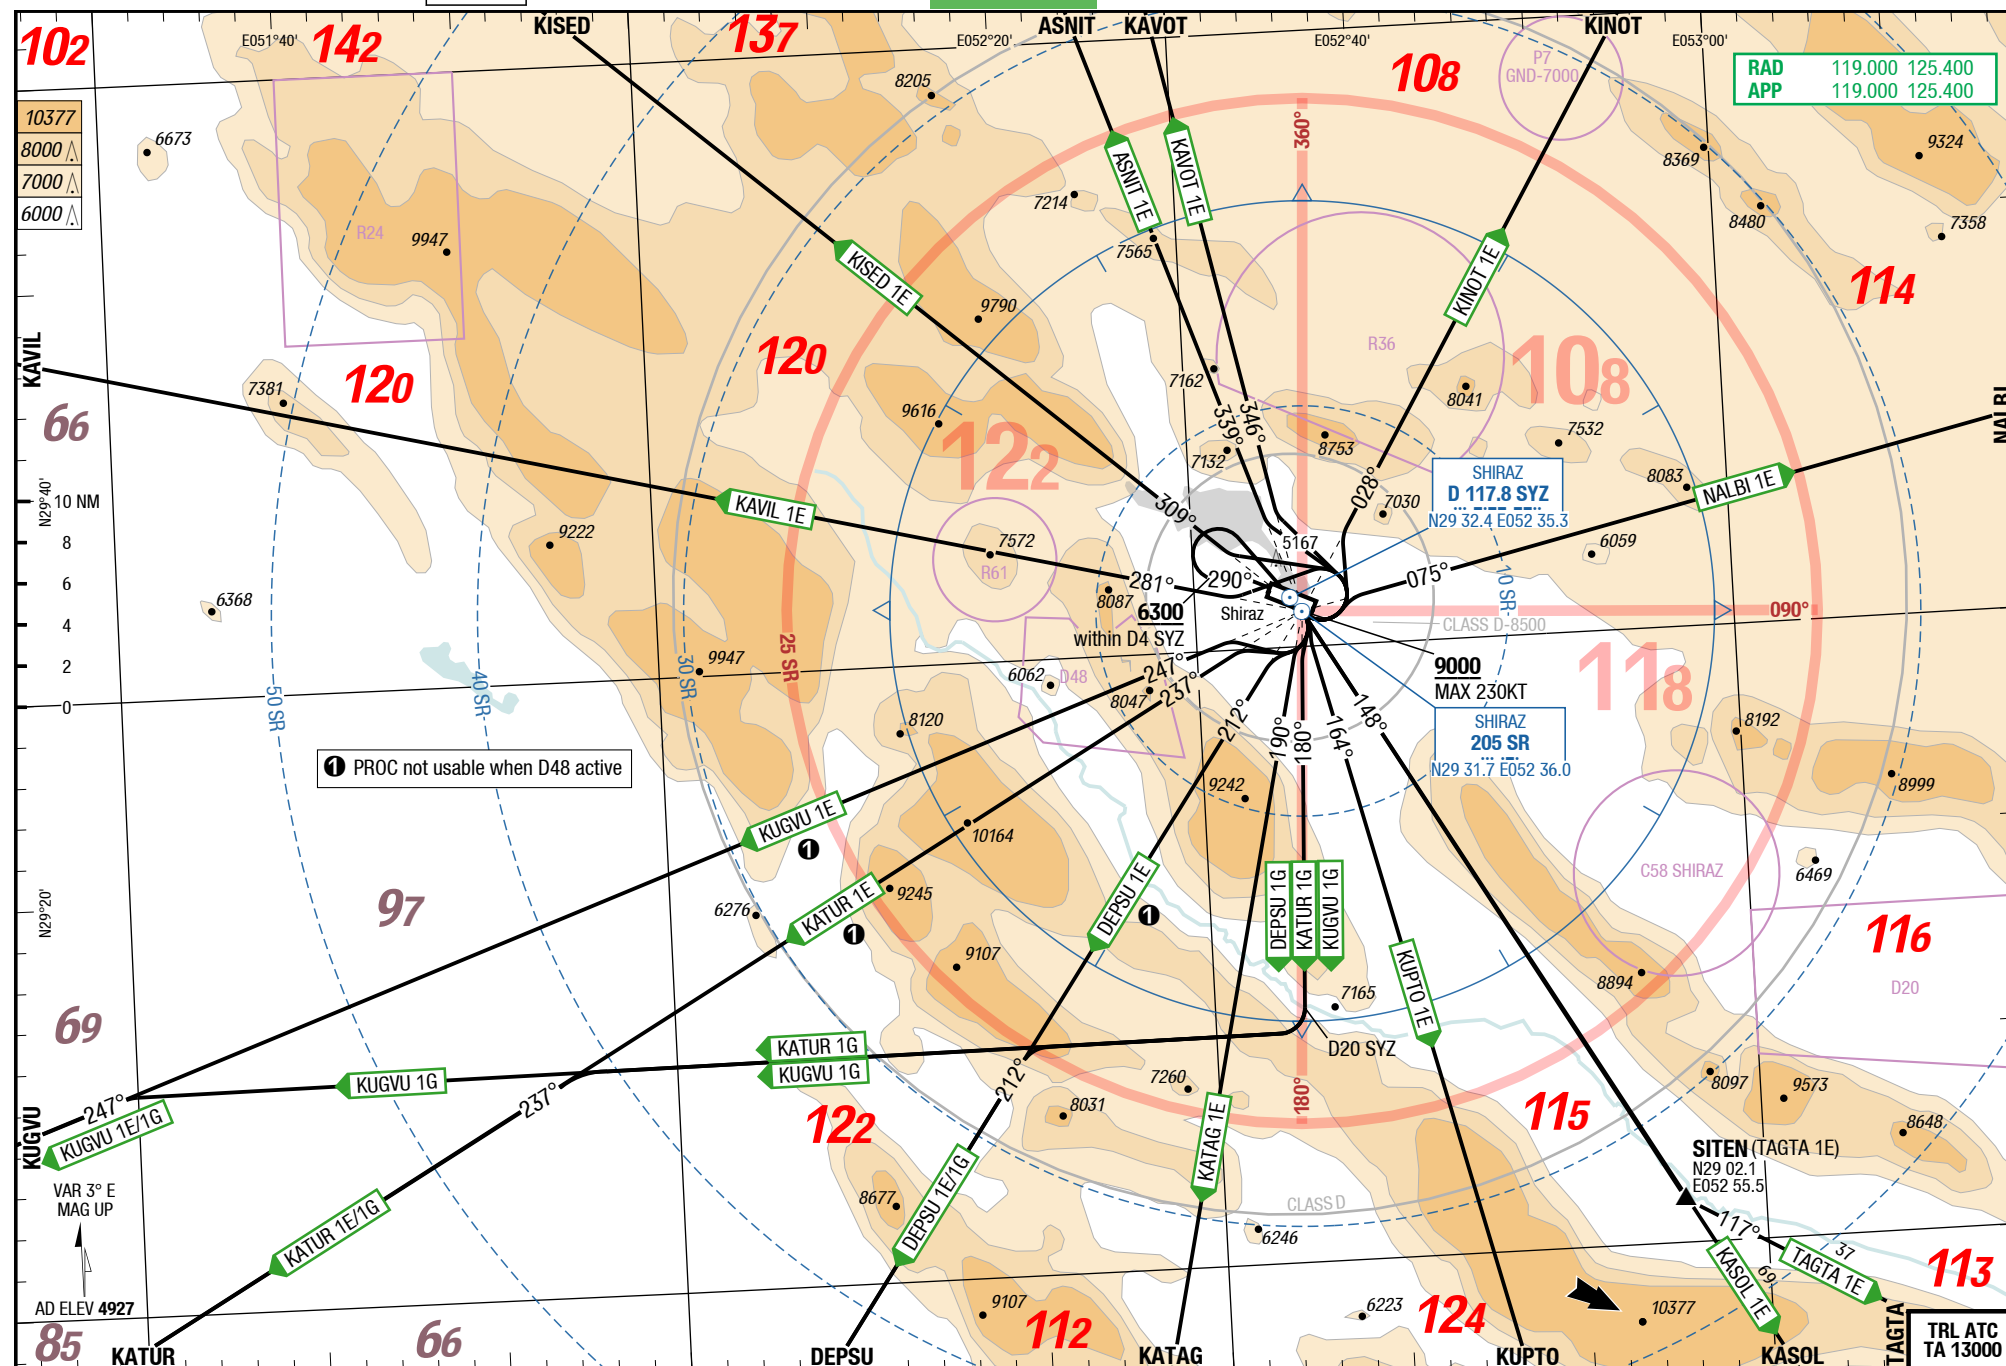 KISED
ASNIT
KAVOT
KINOT
102
142
137
108
E051°40'
E052°20'
E052°40'
E053°00'
P7
GND-7000
RAD 119.000 125.400
APP 119.000 125.400
10377
8000
7000
6000
6673
8205
360°
8369
9324
7214
ASNIT 1E
KAVOT 1E
8480
7358
R24
9947
7565
KISED 1E
KINOT 1E
114
9790
KAVIL
120
120
R36
108
7381
7162
8041
66
9616
122
339°
346°
8753
7532
NALBI
7132
028°
SHIRAZ
D 117.8 SYZ
N29 32.4 E052 35.3
8083
NALBI 1E
N29°40'
10 NM
8
6
4
2
0
KAVIL 1E
309°
7030
9222
7572
R61
5167
6059
281°
290°
075°
10 SR
8087
6368
6300
within D4 SYZ
Shiraz
090°
CLASS D-8500
25 SR
30 SR
40 SR
50 SR
9947
6062
D48
247°
8047
237°
9000
MAX 230KT
118
8120
212°
190°
180°
164°
148°
SHIRAZ
205 SR
N29 31.7 E052 36.0
8192
1 PROC not usable when D48 active
9242
8999
KUGVU 1E
1
10164
C58 SHIRAZ
6469
97
N29°20'
6276
KATUR 1E
1
9245
DEPSU 1E
1
DEPSU 1G
KATUR 1G
KUGVU 1G
116
9107
KUPTO 1E
8894
D20
69
7165
KATUR 1G
KUGVU 1G
KUGVU 1G
D20 SYZ
212°
7260
8097
9573
247°
KUGVU 1E/1G
KUGVU
237°
122
8031
KATAG 1E
180°
115
8648
SITEN (TAGTA 1E)
N29 02.1
E052 55.5
VAR 3° E
MAG UP
8677
DEPSU 1E/1G
CLASS D
KATUR 1E/1G
6246
117°
37
TAGTA 1E
113
KASOL 1E
69
AD ELEV 4927
9107
112
6223
124
10377
TAGTA
TRL ATC
TA 13000
85
KATUR
66
DEPSU
KATAG
KUPTO
KASOL